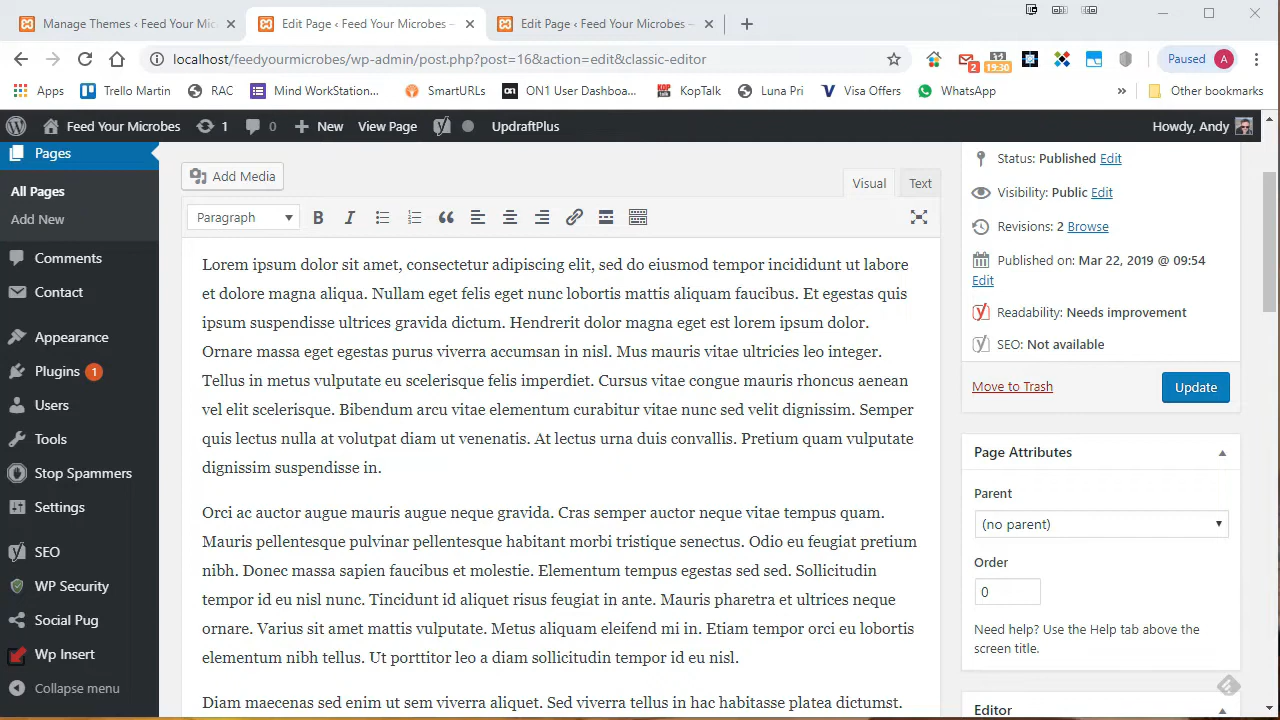 Manage Themes ‹ Feed Your Mic
Edit Page ‹ Feed Your Microbes —
Edit Page ‹ Feed Your Microbes —
localhost/feedyourmicrobes/wp-admin/post.php?post=16&action=edit&classic-editor
2
19:30
Paused
A
Apps
Trello Martin
RAC
Mind WorkStation...
SmartURLs
on
ON1 User Dashboa...
KOP
KopTalk
Luna Pri
Visa Offers
WhatsApp
»
Other bookmarks
Feed Your Microbes
1
0
New
View Page
UpdraftPlus
Howdy, Andy
Pages
All Pages
Add New
Comments
Contact
Appearance
Plugins 1
Users
Tools
Stop Spammers
Settings
SEO
WP Security
Social Pug
Wp Insert
Collapse menu
Add Media
Visual
Text
Paragraph
B
I
Lorem ipsum dolor sit amet, consectetur adipiscing elit, sed do eiusmod tempor incididunt ut labore
et dolore magna aliqua. Nullam eget felis eget nunc lobortis mattis aliquam faucibus. Et egestas quis
ipsum suspendisse ultrices gravida dictum. Hendrerit dolor magna eget est lorem ipsum dolor.
Ornare massa eget egestas purus viverra accumsan in nisl. Mus mauris vitae ultricies leo integer.
Tellus in metus vulputate eu scelerisque felis imperdiet. Cursus vitae congue mauris rhoncus aenean
vel elit scelerisque. Bibendum arcu vitae elementum curabitur vitae nunc sed velit dignissim. Semper
quis lectus nulla at volutpat diam ut venenatis. At lectus urna duis convallis. Pretium quam vulputate
dignissim suspendisse in.
Orci ac auctor augue mauris augue neque gravida. Cras semper auctor neque vitae tempus quam.
Mauris pellentesque pulvinar pellentesque habitant morbi tristique senectus. Odio eu feugiat pretium
nibh. Donec massa sapien faucibus et molestie. Elementum tempus egestas sed sed. Sollicitudin
tempor id eu nisl nunc. Tincidunt id aliquet risus feugiat in ante. Mauris pharetra et ultrices neque
ornare. Varius sit amet mattis vulputate. Metus aliquam eleifend mi in. Etiam tempor orci eu lobortis
elementum nibh tellus. Ut porttitor leo a diam sollicitudin tempor id eu nisl.
Diam maecenas sed enim ut sem viverra aliquet. Sed viverra tellus in hac habitasse platea dictumst.
Status: Published Edit
Visibility: Public Edit
Revisions: 2 Browse
Published on: Mar 22, 2019 @ 09:54
Edit
Readability: Needs improvement
SEO: Not available
Move to Trash
Update
Page Attributes
Parent
(no parent)
Order
0
Need help? Use the Help tab above the
screen title.
Editor